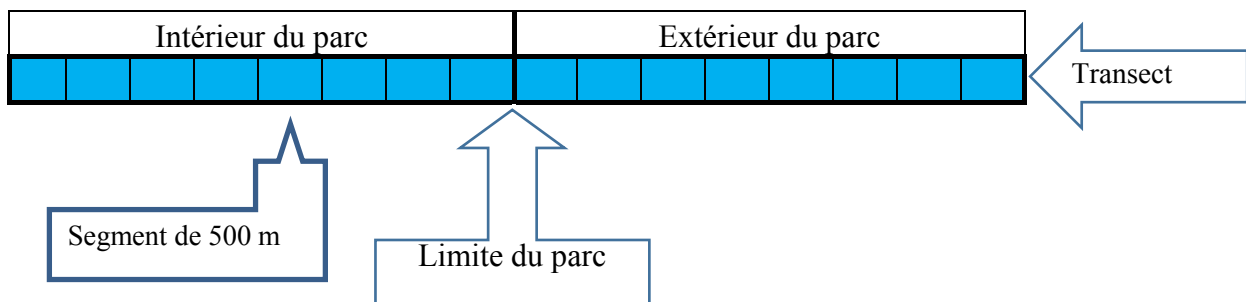 Intérieur du parc
Extérieur du parc
Transect
Segment de 500 m
Limite du parc